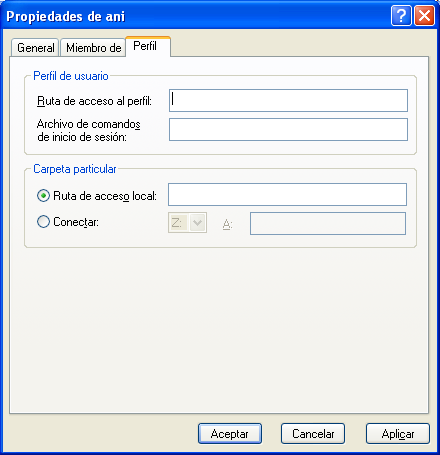 Propiedades de ani
General Miembro de Perfil
Perfil de usuario
Ruta de acceso al perfil:
Archivo de comandos
de inicio de sesión:
Carpeta particular
Ruta de acceso local:
Conectar: Z: A:
Aceptar Cancelar Aplicar